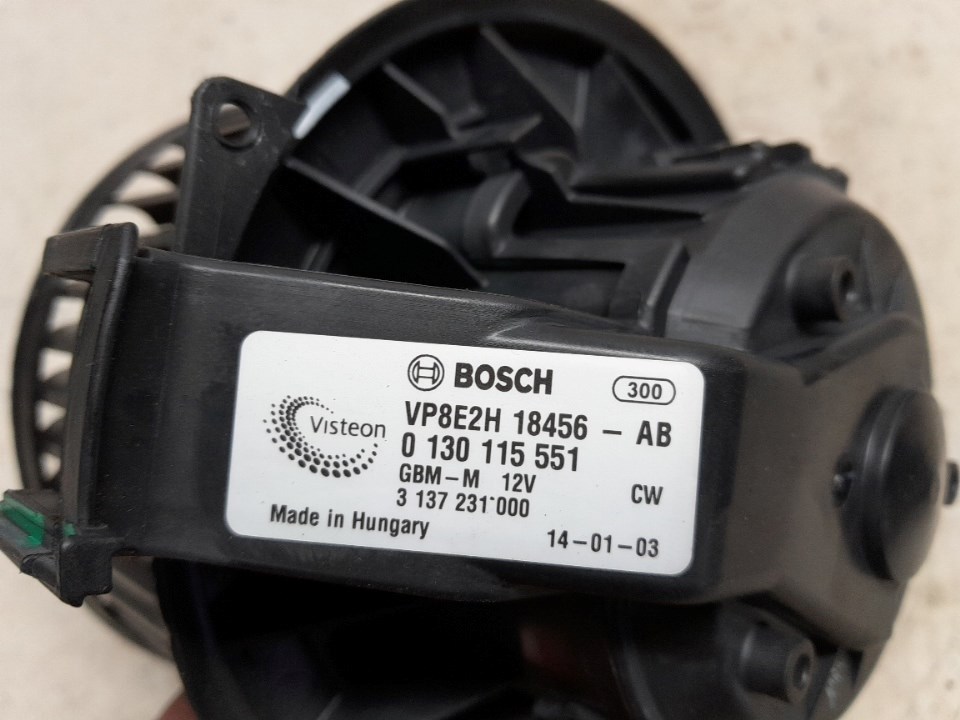 BOSCH 300
Visteon
VP8E2H 18456 - AB
0 130 115 551
GBM-M 12V
CW
3 137 231 000
Made in Hungary
14-01-03